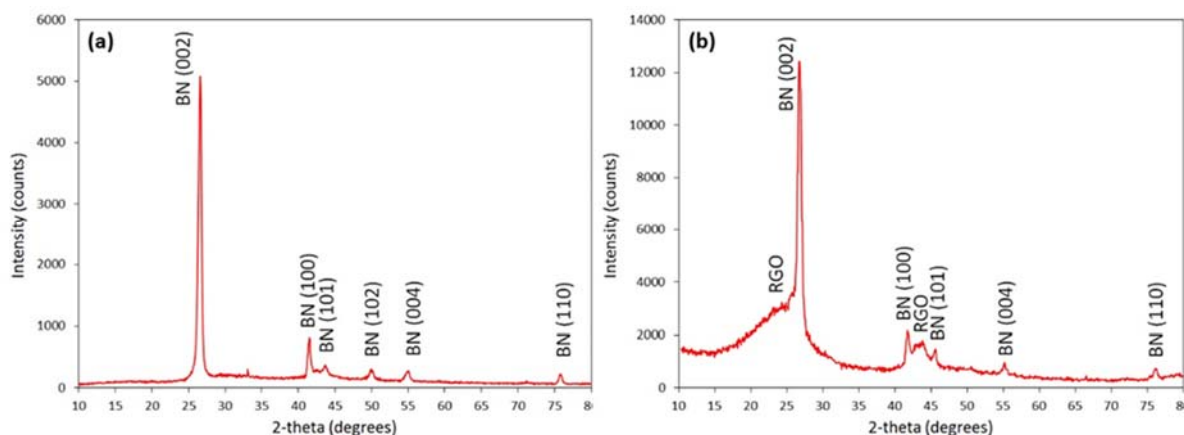 (a)
Intensity (counts)
6000
5000
4000
3000
2000
1000
0
BN (002)
BN (100)
BN (101)
BN (102)
BN (004)
BN (110)
10 15 20 25 30 35 40 45 50 55 60 65 70 75 80
2-theta (degrees)
(b)
Intensity (counts)
14000
12000
10000
8000
6000
4000
2000
0
RGO
BN (002)
BN (100)
RGO
BN (101)
BN (004)
BN (110)
10 15 20 25 30 35 40 45 50 55 60 65 70 75 80
2-theta (degrees)